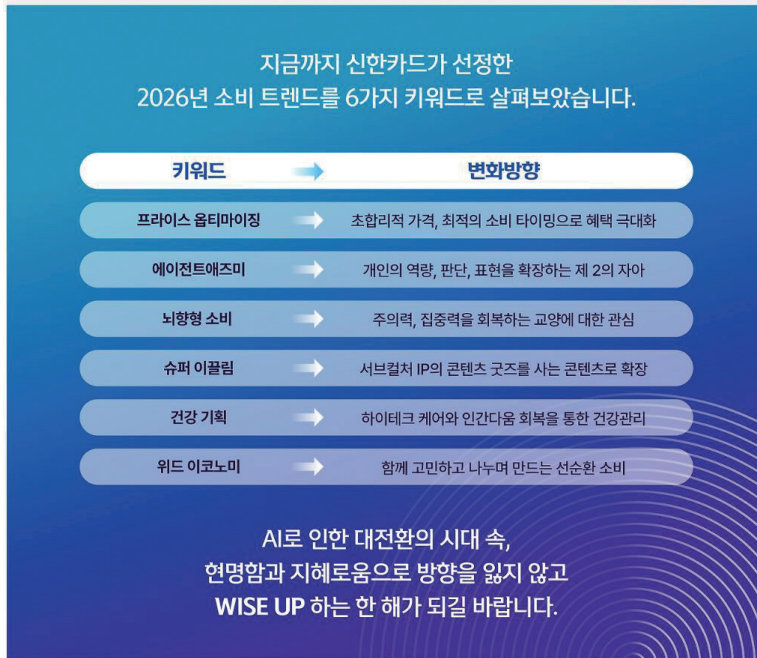 지금까지 신한카드가 선정한
2026년 소비 트렌드를 6가지 키워드로 살펴보았습니다.
키워드 → 변화방향
프라이스 옵티마이징 → 초합리적 가격, 최적의 소비 타이밍으로 혜택 극대화
에이전트애즈미 → 개인의 역량, 판단, 표현을 확장하는 제 2의 자아
뇌향형 소비 → 주의력, 집중력을 회복하는 교양에 대한 관심
슈퍼 이끌림 → 서브컬처 IP의 콘텐츠 굿즈를 사는 콘텐츠로 확장
건강 기획 → 하이테크 케어와 인간다움 회복을 통한 건강관리
위드 이코노미 → 함께 고민하고 나누며 만드는 선순환 소비
AI로 인한 대전환의 시대 속,
현명함과 지혜로움으로 방향을 잃지 않고
WISE UP 하는 한 해가 되길 바랍니다.